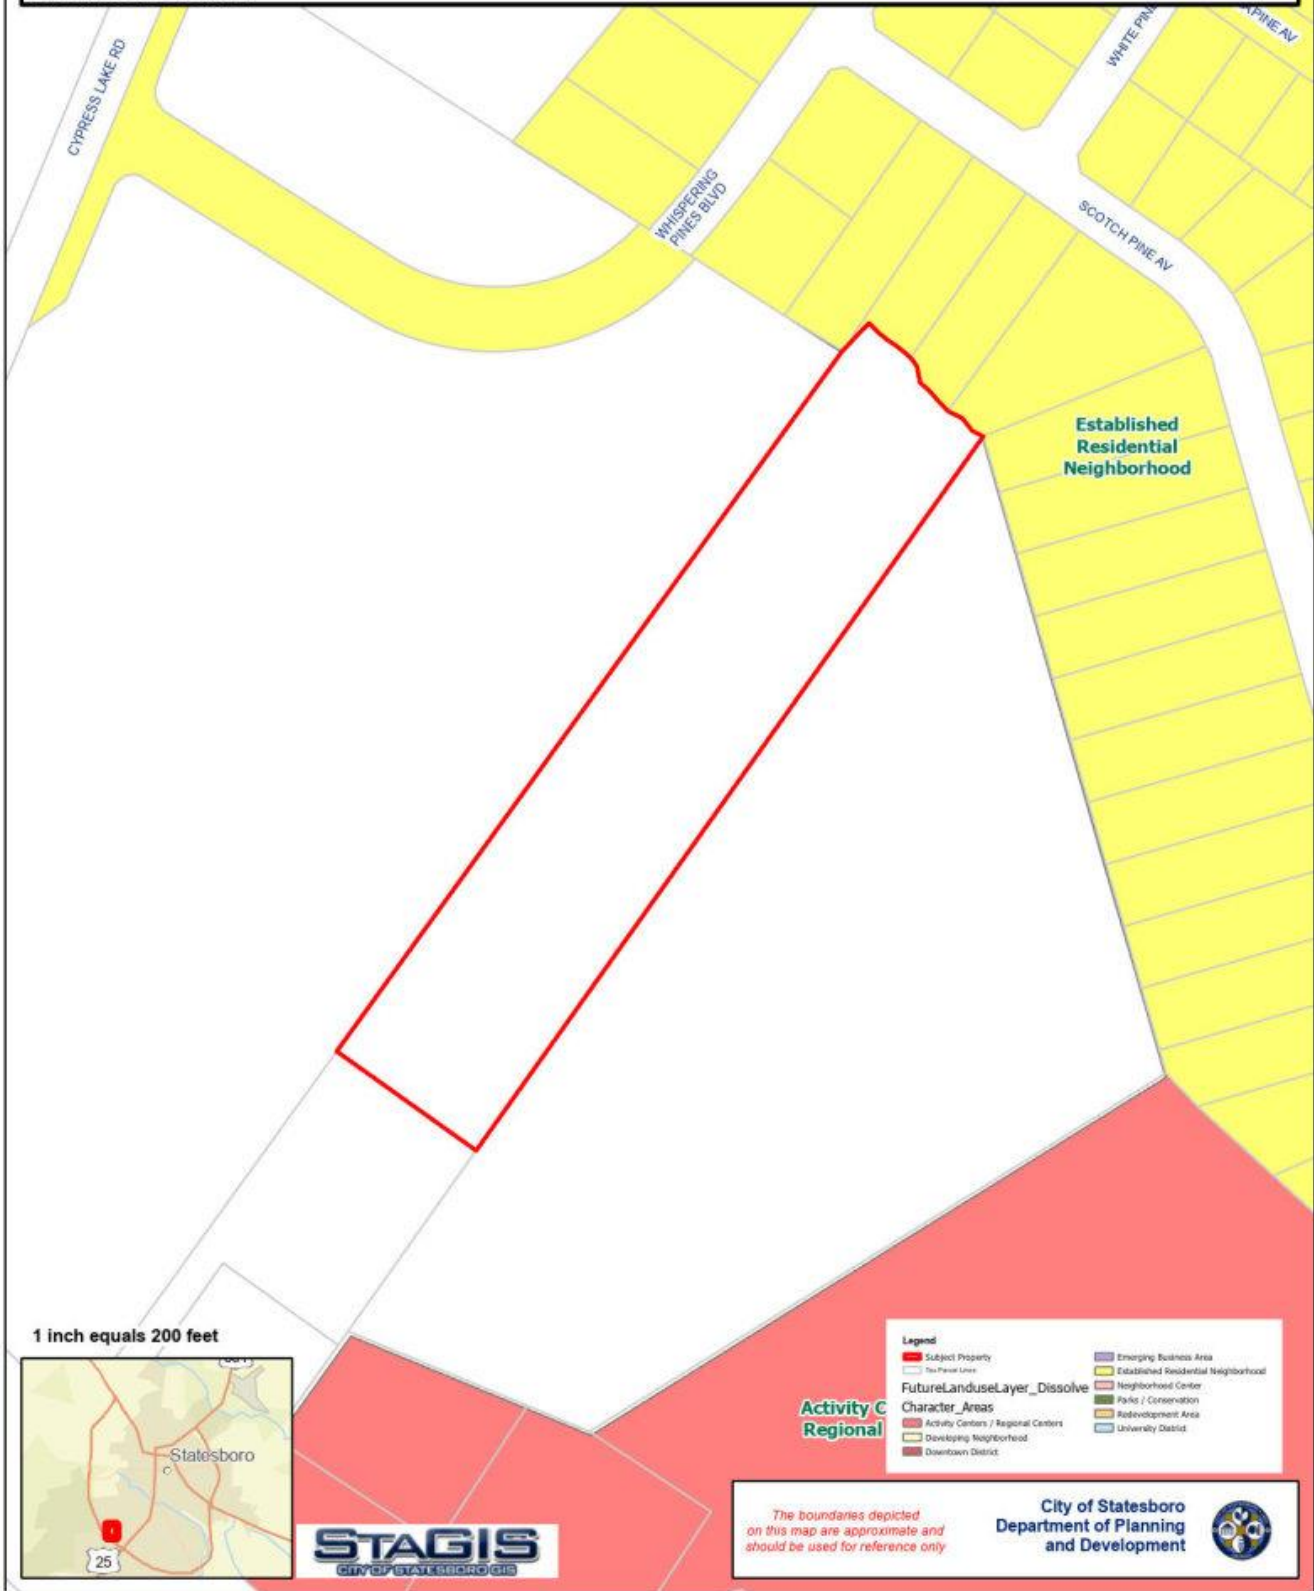 CYPRESS LAKE RD
WHITE PINE
PINE AV
WHISPERING
PINES BLVD
SCOTCH PINE AV
Established
Residential
Neighborhood
1 inch equals 200 feet
Statesboro
25
STAGIS
CITY OF STATESBORO GIS
Activity C
Regional
Legend
Subject Property
Tax Parcel Lines
FutureLanduseLayer_Dissolve
Character_Areas
Activity Centers / Regional Centers
Developing Neighborhood
Downtown District
Emerging Business Area
Established Residential Neighborhood
Neighborhood Center
Parks / Conservation
Redevelopment Area
University District
The boundaries depicted
on this map are approximate and
should be used for reference only
City of Statesboro
Department of Planning
and Development